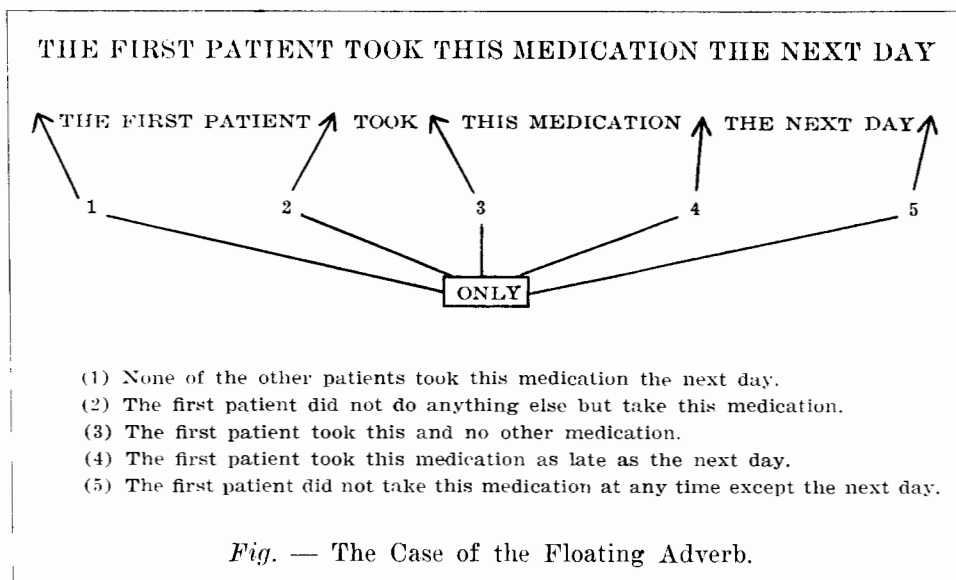 THE FIRST PATIENT TOOK THIS MEDICATION THE NEXT DAY
THE FIRST PATIENT TOOK THIS MEDICATION THE NEXT DAY
1 2 3 4 5
ONLY
(1) None of the other patients took this medication the next day.
(2) The first patient did not do anything else but take this medication.
(3) The first patient took this and no other medication.
(4) The first patient took this medication as late as the next day.
(5) The first patient did not take this medication at any time except the next day.
Fig. — The Case of the Floating Adverb.